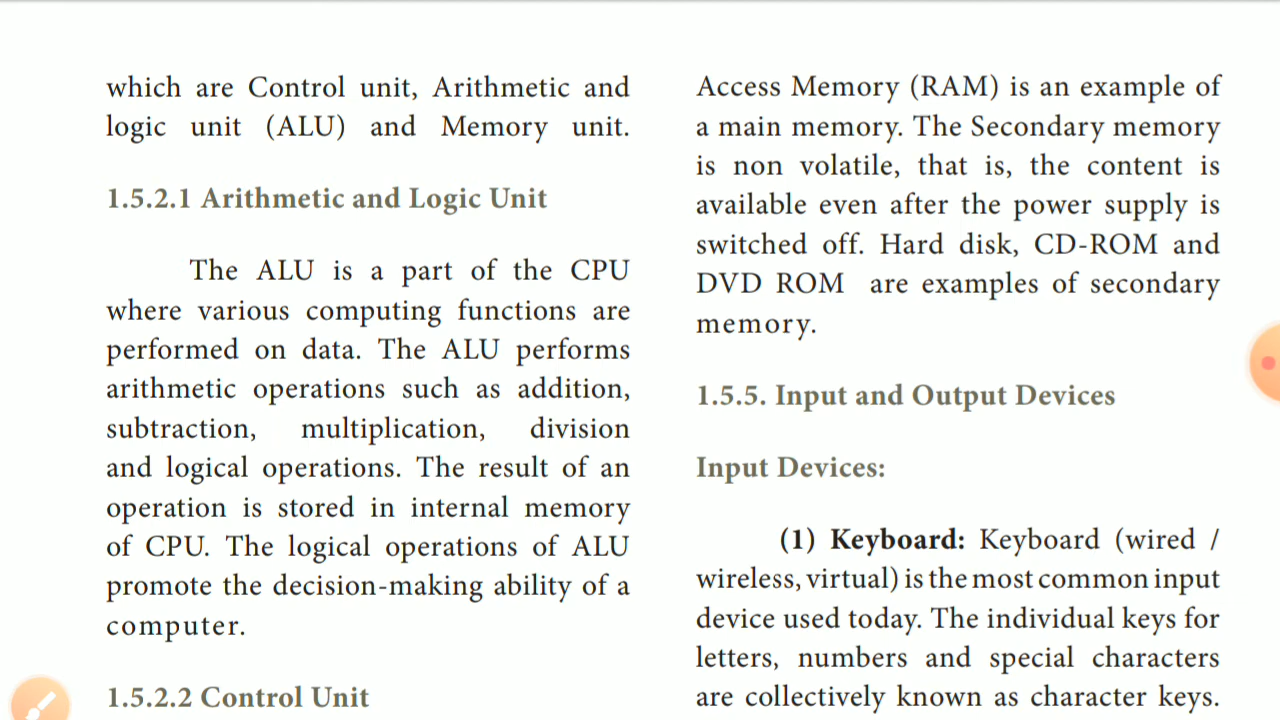 which are Control unit, Arithmetic and
logic unit (ALU) and Memory unit.
1.5.2.1 Arithmetic and Logic Unit
The ALU is a part of the CPU
where various computing functions are
performed on data. The ALU performs
arithmetic operations such as addition,
subtraction, multiplication, division
and logical operations. The result of an
operation is stored in internal memory
of CPU. The logical operations of ALU
promote the decision-making ability of a
computer.
1.5.2.2 Control Unit
Access Memory (RAM) is an example of
a main memory. The Secondary memory
is non volatile, that is, the content is
available even after the power supply is
switched off. Hard disk, CD-ROM and
DVD ROM are examples of secondary
memory.
1.5.5. Input and Output Devices
Input Devices:
(1) Keyboard: Keyboard (wired /
wireless, virtual) is the most common input
device used today. The individual keys for
letters, numbers and special characters
are collectively known as character keys.